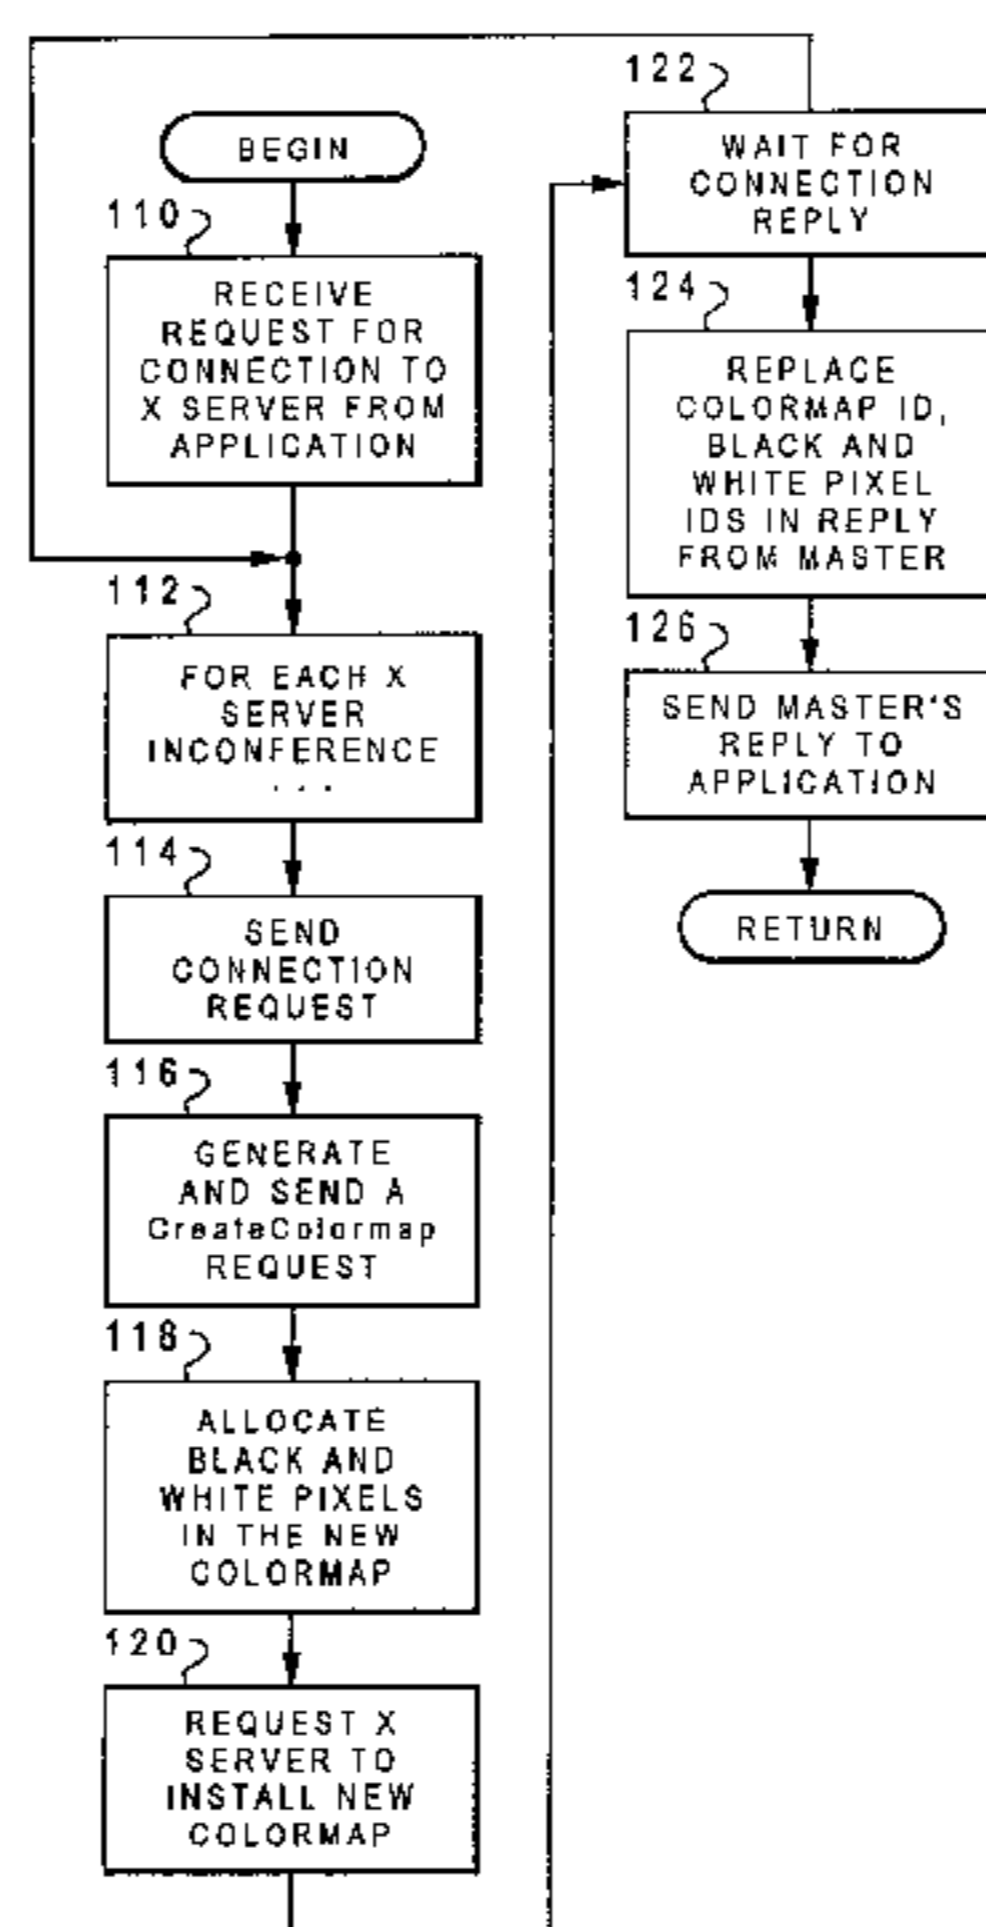 BEGIN
110
RECEIVE
REQUEST FOR
CONNECTION TO
X SERVER FROM
APPLICATION
112
FOR EACH X
SERVER
INCONFERENCE
. . .
114
SEND
CONNECTION
REQUEST
116
GENERATE
AND SEND A
CreateColormap
REQUEST
118
ALLOCATE
BLACK AND
WHITE PIXELS
IN THE NEW
COLORMAP
120
REQUEST X
SERVER TO
INSTALL NEW
COLORMAP
122
WAIT FOR
CONNECTION
REPLY
124
REPLACE
COLORMAP ID,
BLACK AND
WHITE PIXEL
IDS IN REPLY
FROM MASTER
126
SEND MASTER'S
REPLY TO
APPLICATION
RETURN